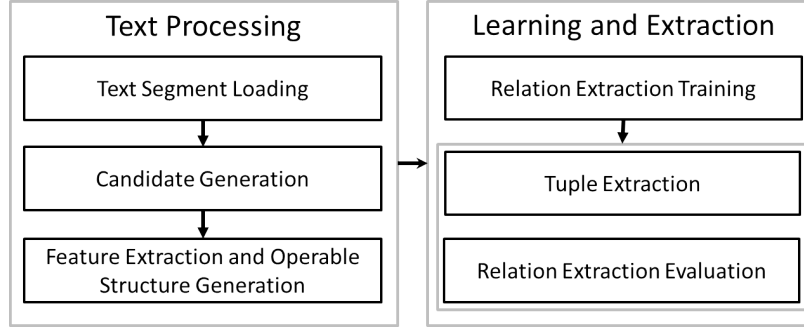 Text Processing
Text Segment Loading
Candidate Generation
Feature Extraction and Operable
Structure Generation
Learning and Extraction
Relation Extraction Training
Tuple Extraction
Relation Extraction Evaluation